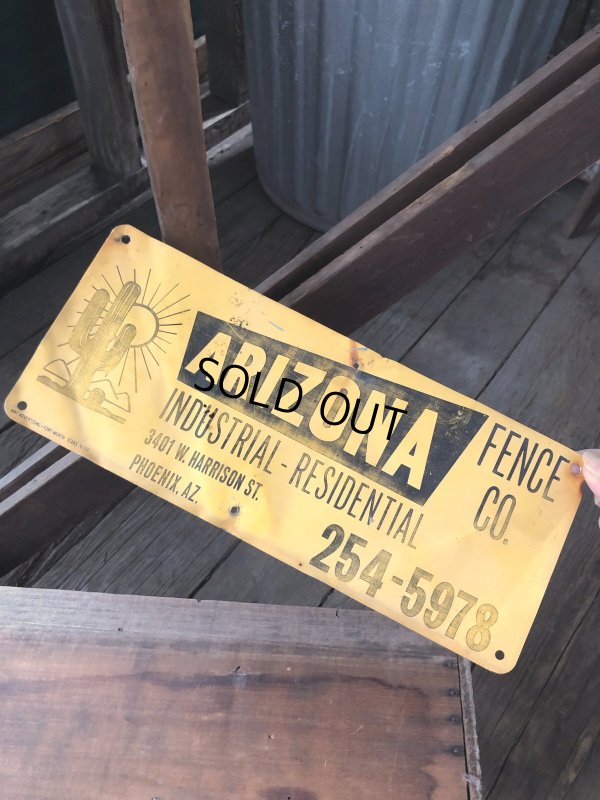 ARIZONA
FENCE
CO.
INDUSTRIAL - RESIDENTIAL
3401 W. HARRISON ST.
PHOENIX, AZ.
254-5978
SOLD OUT